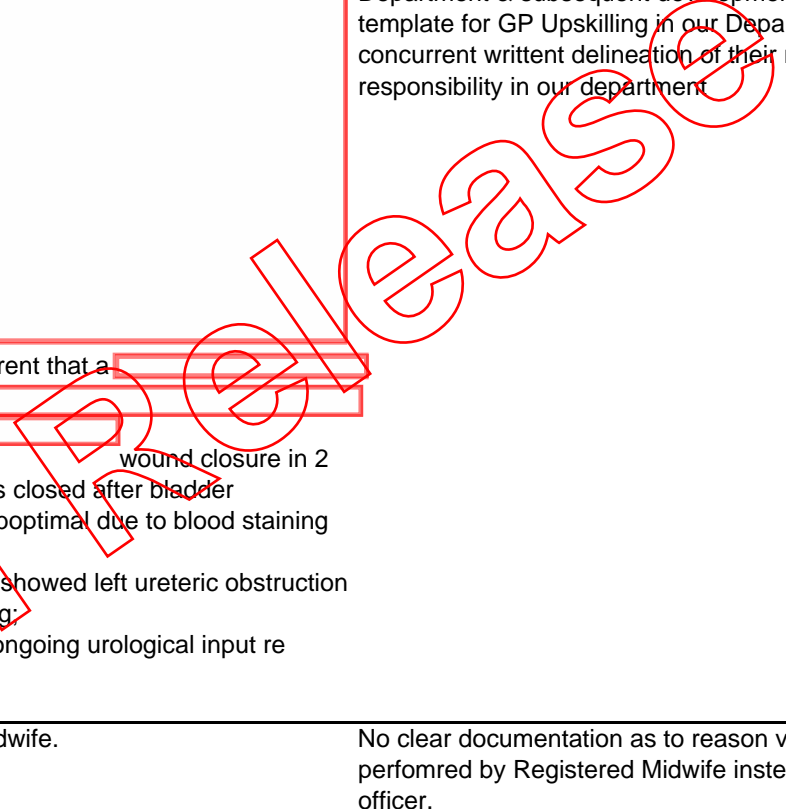 template for GP Upskilling in our Depa
concurrent writtent delineation of their
responsibility in our department
rent that a
wound closure in 2
s closed after bladder
ooptimal due to blood staining
showed left ureteric obstruction
g;
ongoing urological input re
dwife.
No clear documentation as to reason v
perfomred by Registered Midwife inste
officer.
Release